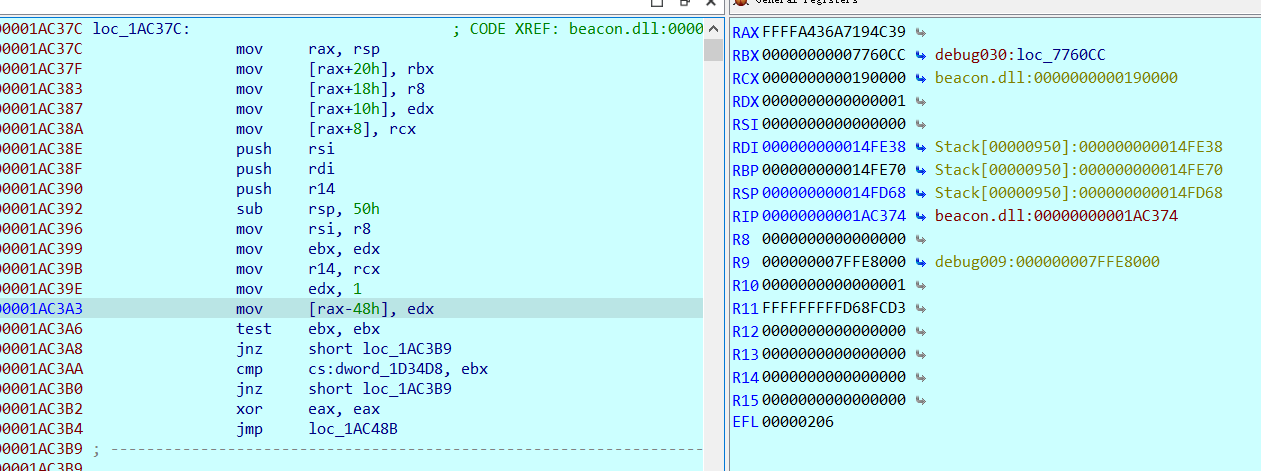 General registers
00001AC37C loc_1AC37C: ; CODE XREF: beacon.dll:0000
00001AC37C mov rax, rsp
00001AC37F mov [rax+20h], rbx
00001AC383 mov [rax+18h], r8
00001AC387 mov [rax+10h], edx
00001AC38A mov [rax+8], rcx
00001AC38E push rsi
00001AC38F push rdi
00001AC390 push r14
00001AC392 sub rsp, 50h
00001AC396 mov rsi, r8
00001AC399 mov ebx, edx
00001AC39B mov r14, rcx
00001AC39E mov edx, 1
00001AC3A3 mov [rax-48h], edx
00001AC3A6 test ebx, ebx
00001AC3A8 jnz short loc_1AC3B9
00001AC3AA cmp cs:dword_1D34D8, ebx
00001AC3B0 jnz short loc_1AC3B9
00001AC3B2 xor eax, eax
00001AC3B4 jmp loc_1AC48B
00001AC3B9 ; ---------------------------------------------------------------
00001AC3B9
RAX FFFFA436A7194C39
RBX 00000000007760CC debug030:loc_7760CC
RCX 0000000000190000 beacon.dll:0000000000190000
RDX 0000000000000001
RSI 0000000000000000
RDI 000000000014FE38 Stack[00000950]:000000000014FE38
RBP 000000000014FE70 Stack[00000950]:000000000014FE70
RSP 000000000014FD68 Stack[00000950]:000000000014FD68
RIP 00000000001AC374 beacon.dll:00000000001AC374
R8 0000000000000000
R9 000000007FFE8000 debug009:000000007FFE8000
R10 0000000000000001
R11 FFFFFFFFFD68FCD3
R12 0000000000000000
R13 0000000000000000
R14 0000000000000000
R15 0000000000000000
EFL 00000206